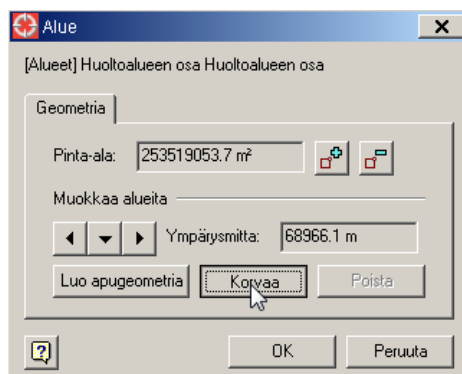 Alue
[Alueet] Huoltoalueen osa Huoltoalueen osa
Geometria
Pinta-ala: 253519053.7 m²
Muokkaa alueita
Ympärysmitta: 68966.1 m
Luo apugeometria Korvaa Poista
OK Peruuta